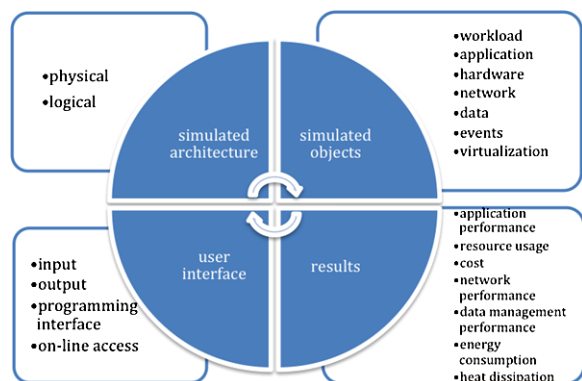 •physical
•logical
•workload
•application
•hardware
•network
•data
•events
•virtualization
simulated
architecture
simulated
objects
user
interface
results
•input
•output
•programming
interface
•on-line access
•application
performance
•resource usage
•cost
•network
performance
•data management
performance
•energy
consumption
•heat dissipation